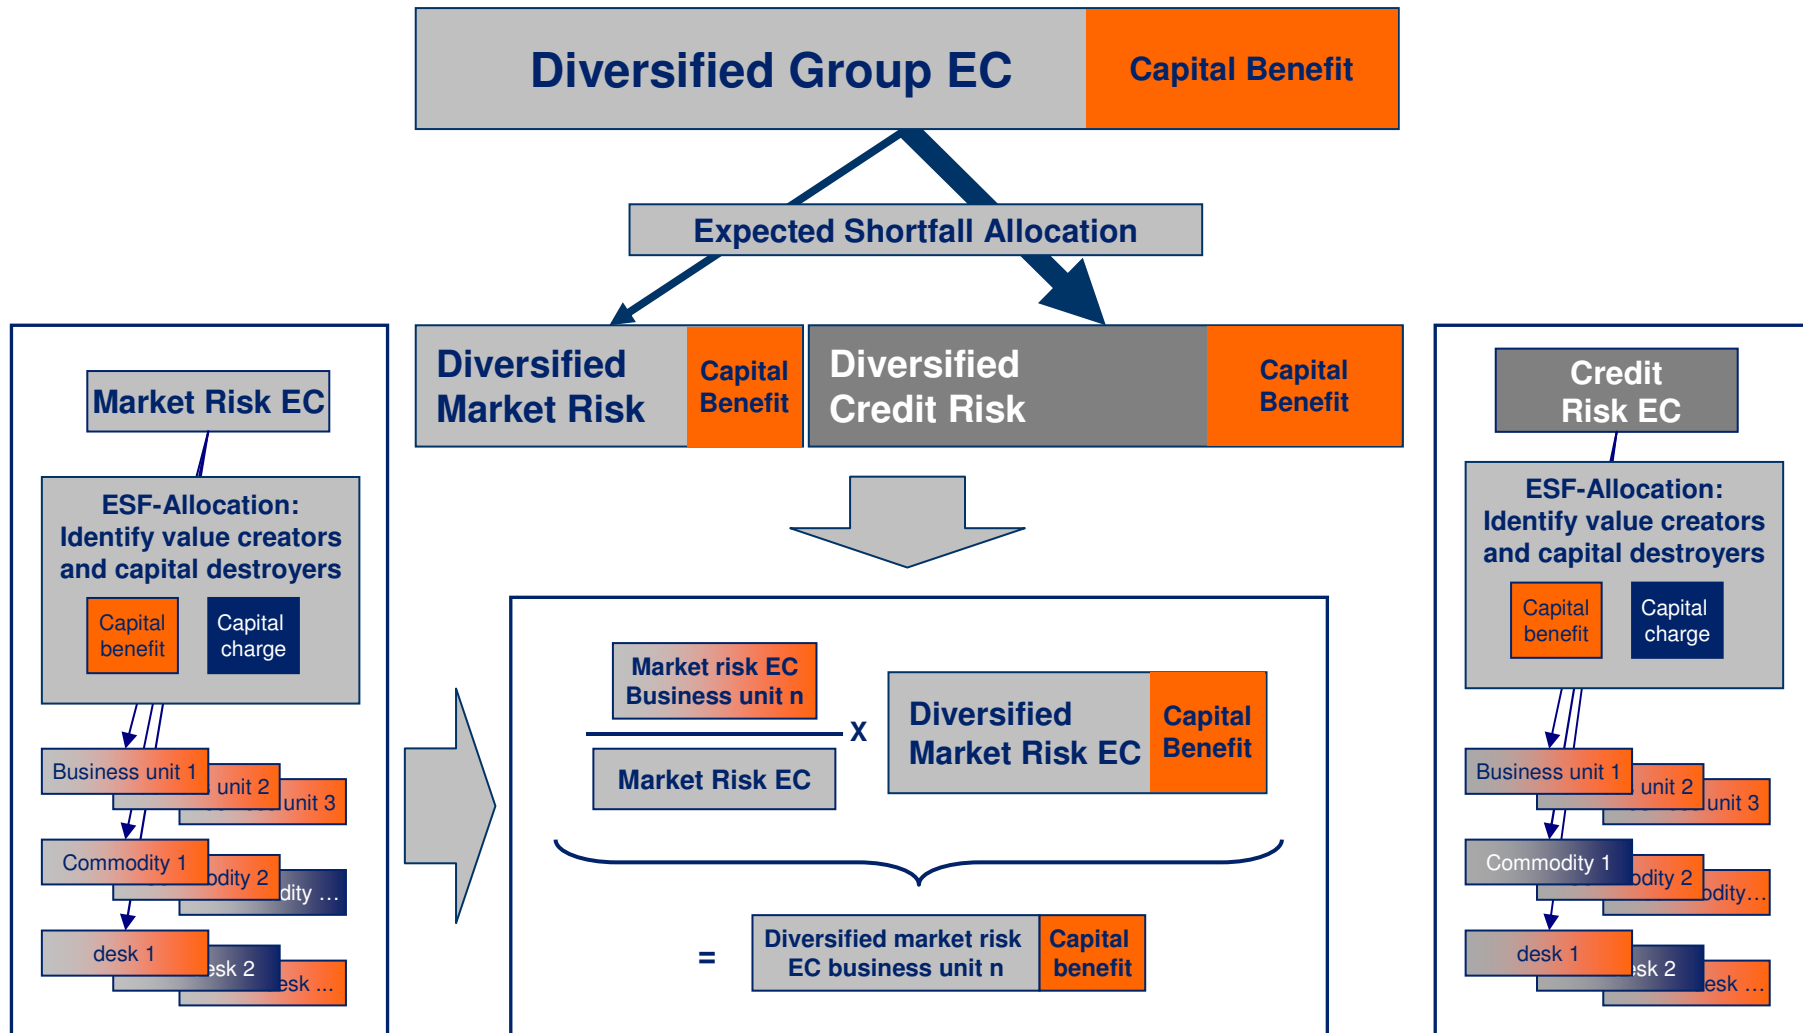 Diversified Group EC
Capital Benefit
Expected Shortfall Allocation
Diversified
Market Risk
Capital
Benefit
Diversified
Credit Risk
Capital
Benefit
Market Risk EC
ESF-Allocation:
Identify value creators
and capital destroyers
Capital
benefit
Capital
charge
Business unit 1
unit 2
unit 3
Commodity 1
odity 2
dity …
desk 1
esk 2
esk ...
Market risk EC
Business unit n
Market Risk EC
X
Diversified
Market Risk EC
Capital
Benefit
=
Diversified market risk
EC business unit n
Capital
benefit
Credit
Risk EC
ESF-Allocation:
Identify value creators
and capital destroyers
Capital
benefit
Capital
charge
Business unit 1
unit 2
unit 3
Commodity 1
odity 2
odity…
desk 1
esk 2
desk …